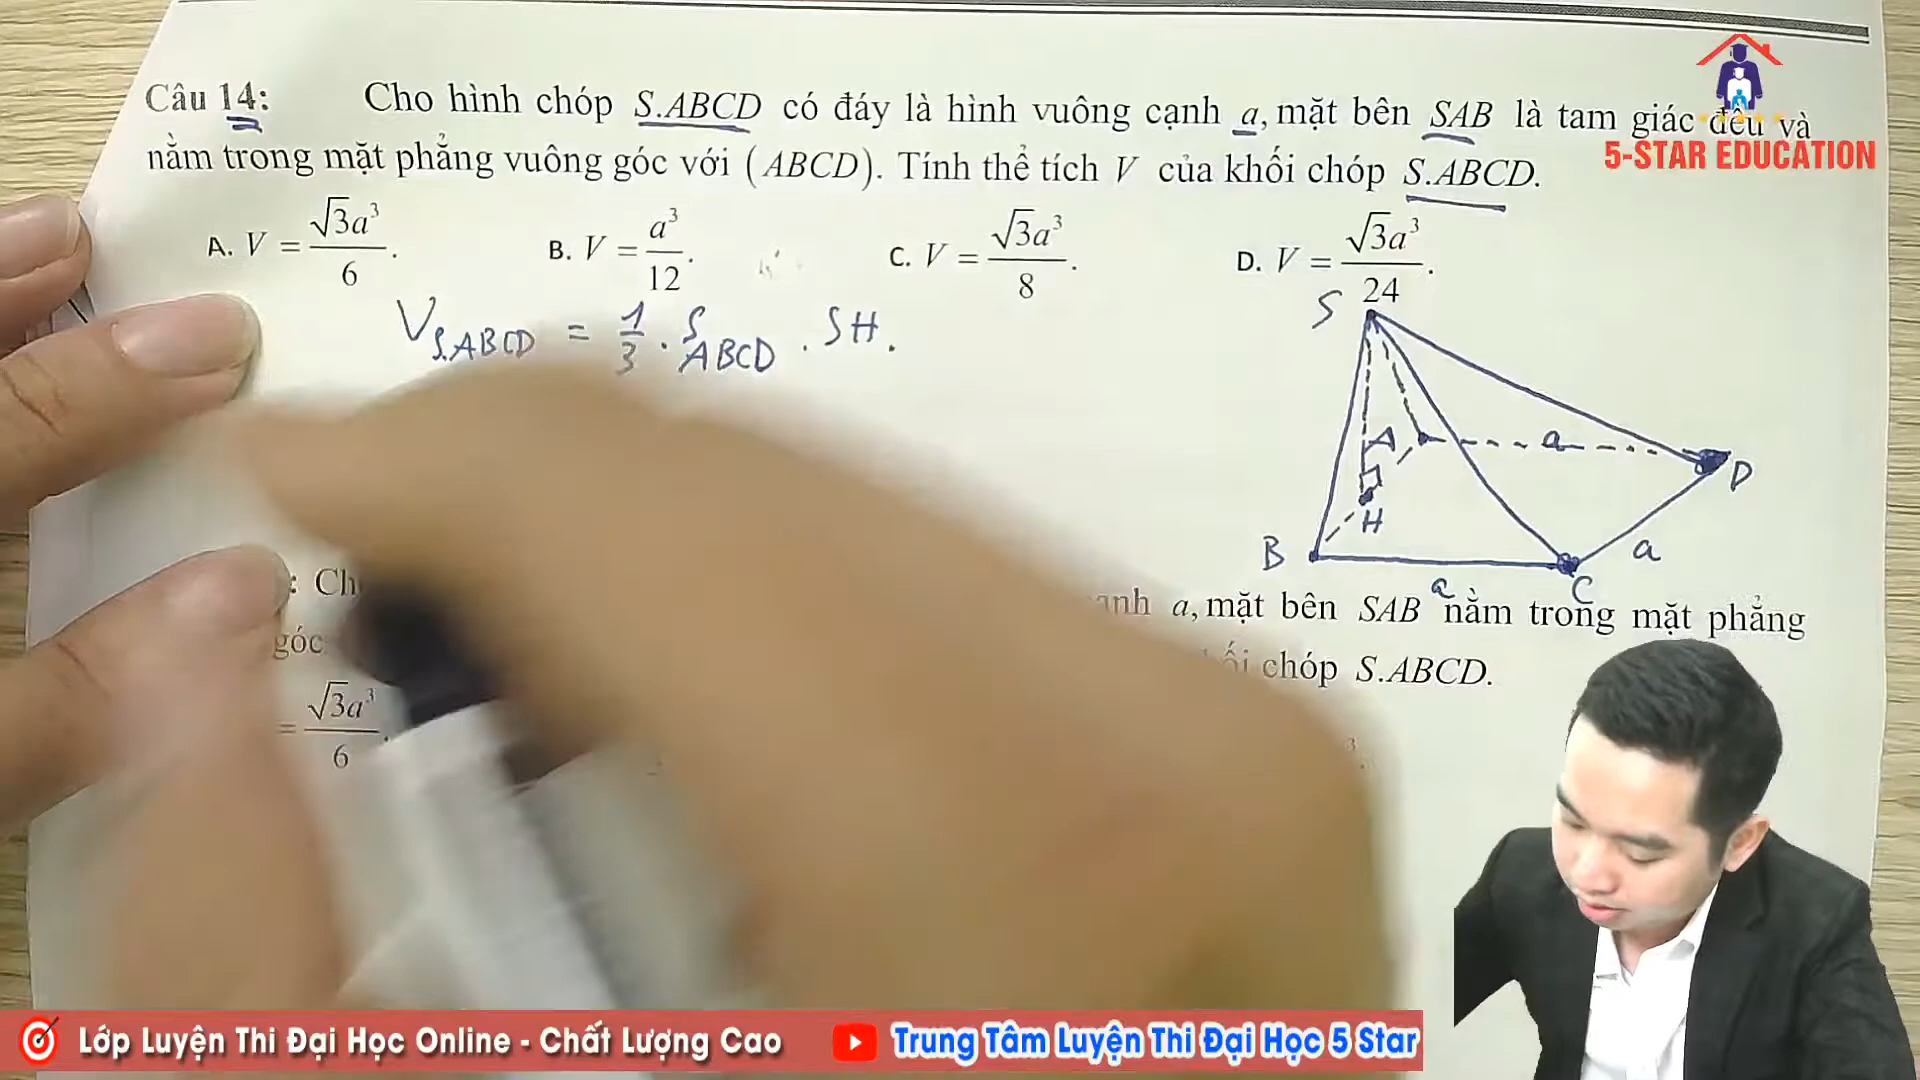 5-STAR EDUCATION
Câu 14: Cho hình chóp S.ABCD có đáy là hình vuông cạnh a, mặt bên SAB là tam giác đều và
nằm trong mặt phẳng vuông góc với (ABCD). Tính thể tích V của khối chóp S.ABCD.
A. V = √3a³/6. B. V = a³/12. C. V = √3a³/8. D. V = √3a³/24.
V S.ABCD = 1/3 . S ABCD . SH.
S
A a D
H
B a C a
: Ch
a, mặt bên SAB nằm trong mặt phẳng
góc chóp S.ABCD.
= √3a³/6.
Lớp Luyện Thi Đại Học Online - Chất Lượng Cao
Trung Tâm Luyện Thi Đại Học 5 Star